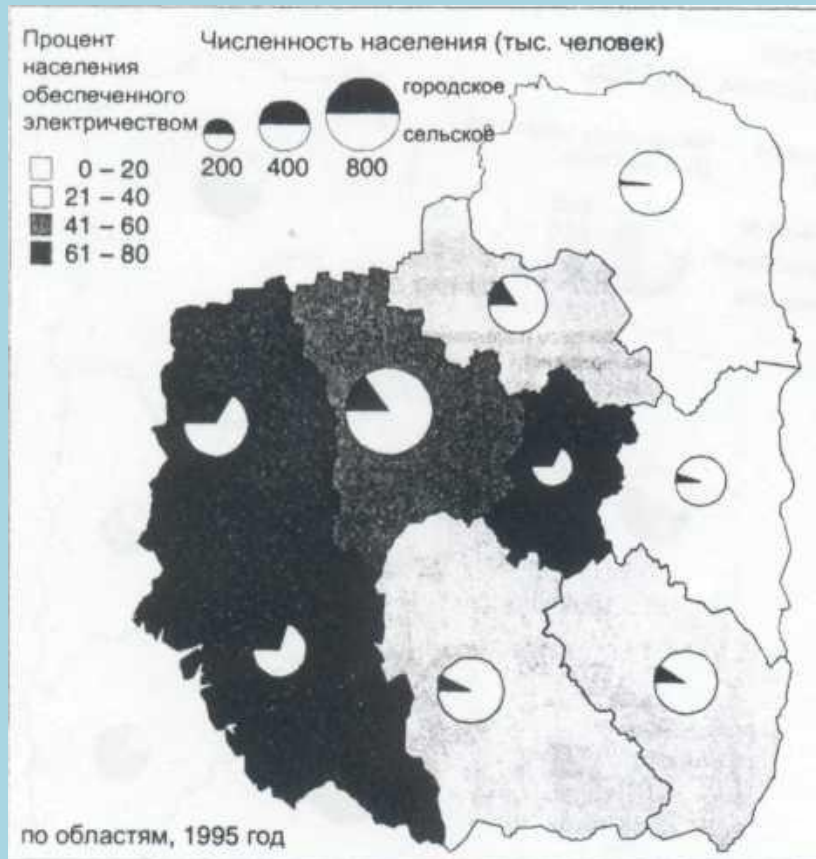 Процент
населения
обеспеченного
электричеством
0 – 20
21 – 40
41 – 60
61 – 80
Численность населения (тыс. человек)
городское
сельское
200 400 800
по областям, 1995 год